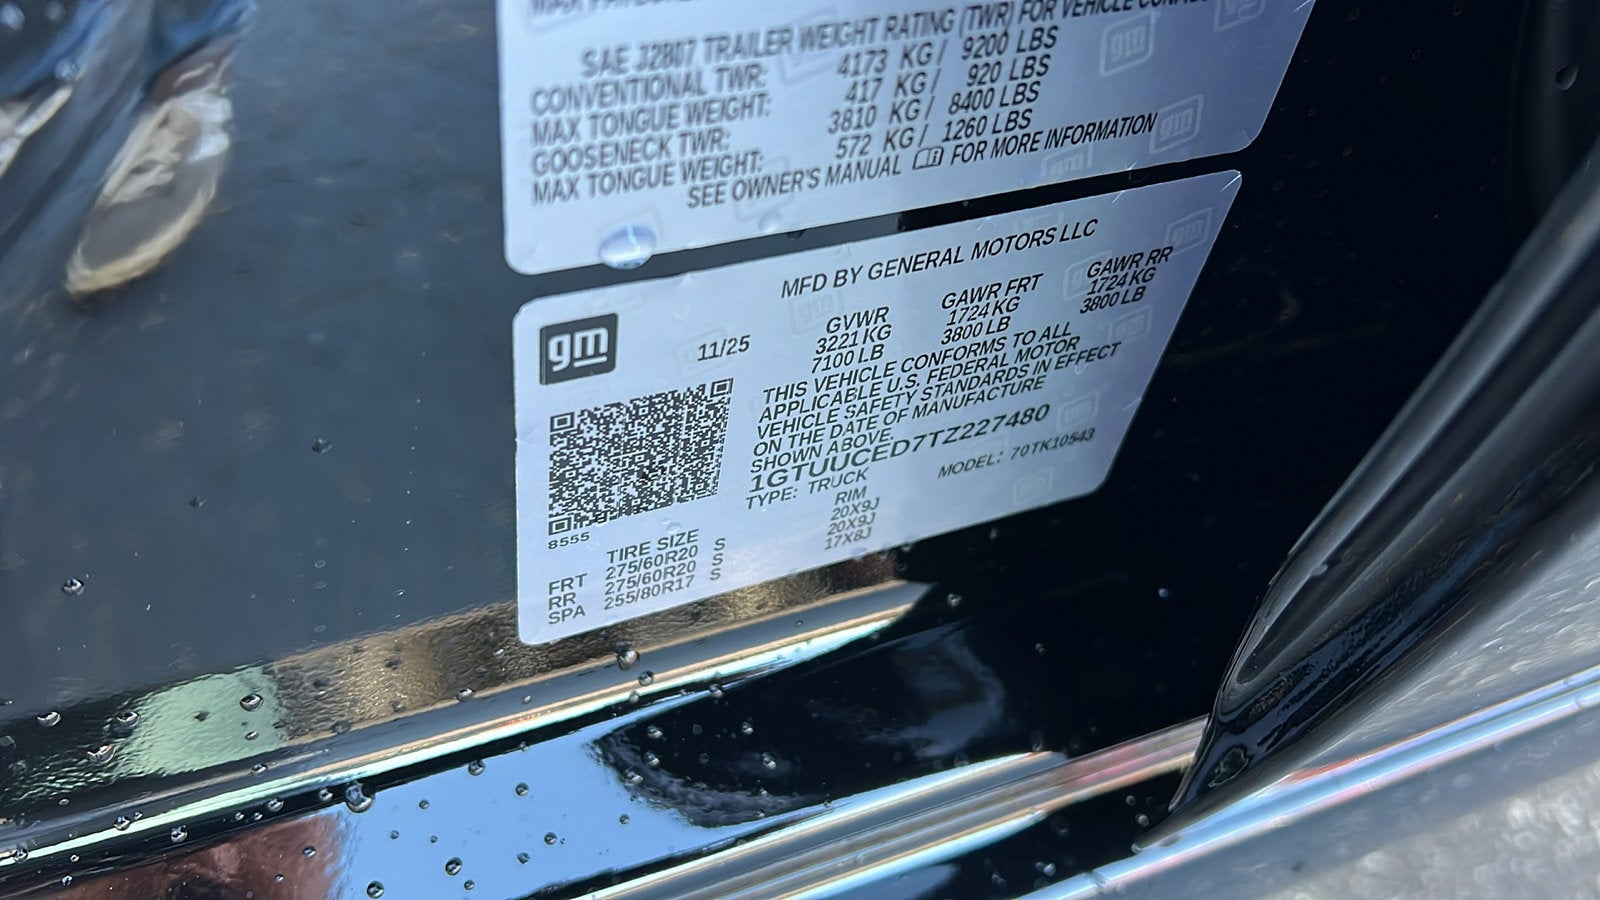 SAE J2807 TRAILER WEIGHT RATING (TWR) FOR VEHICLE
CONVENTIONAL TWR: 4173 KG/ 9200 LBS
MAX TONGUE WEIGHT: 417 KG/ 920 LBS
GOOSENECK TWR: 3810 KG/ 8400 LBS
MAX TONGUE WEIGHT: 572 KG/ 1260 LBS
SEE OWNER'S MANUAL FOR MORE INFORMATION
MFD BY GENERAL MOTORS LLC
gm
11/25
GVWR GAWR FRT GAWR RR
3221 KG 1724 KG 1724 KG
7100 LB 3800 LB 3800 LB
THIS VEHICLE CONFORMS TO ALL
APPLICABLE U.S. FEDERAL MOTOR
VEHICLE SAFETY STANDARDS IN EFFECT
ON THE DATE OF MANUFACTURE
SHOWN ABOVE.
1GTUUCED7TZ227480
TYPE: TRUCK MODEL: 70TK10543
8555
TIRE SIZE RIM
FRT 275/60R20 S 20X9J
RR 275/60R20 S 20X9J
SPA 255/80R17 S 17X8J